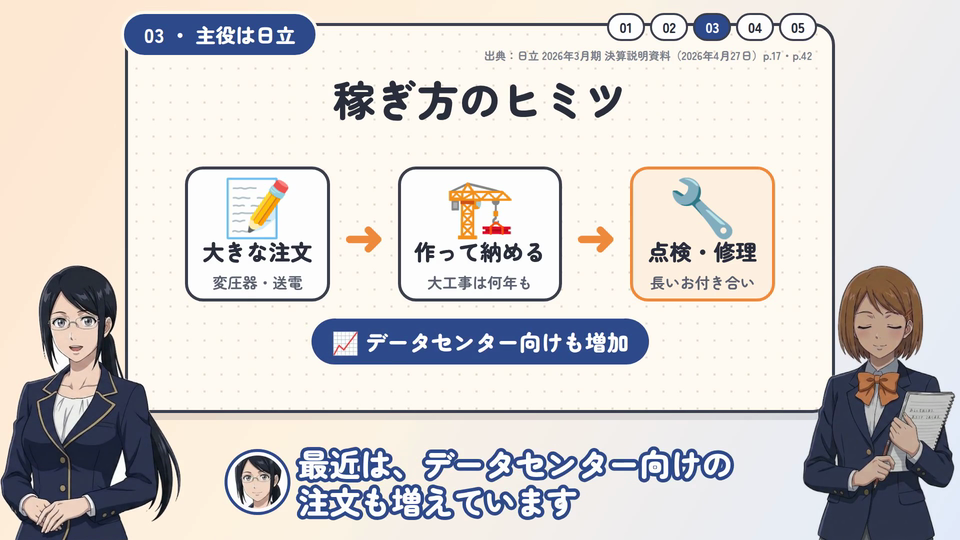 03 ・ 主役は日立
01 02 03 04 05
出典：日立 2026年3月期 決算説明資料（2026年4月27日）p.17・p.42
稼ぎ方のヒミツ
大きな注文
変圧器・送電
作って納める
大工事は何年も
点検・修理
長いお付き合い
データセンター向けも増加
最近は、データセンター向けの
注文も増えています